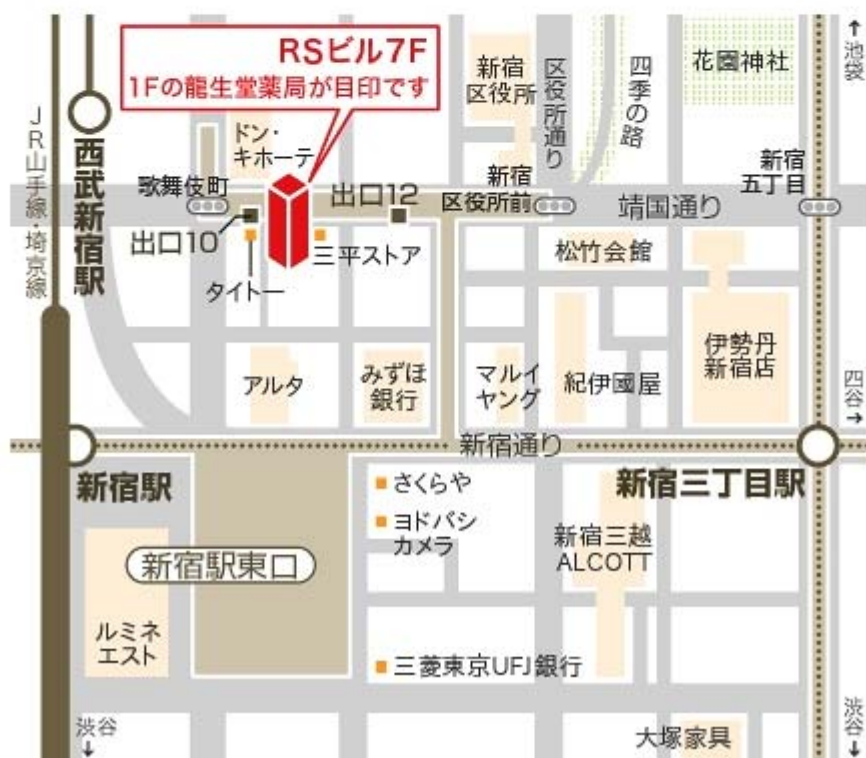 RSビル7F
1Fの龍生堂薬局が目印です
新宿
区役所
区役所通り
四季の路
花園神社
↑池袋
JR山手線・埼京線
西武新宿駅
ドン・
キホーテ
歌舞伎町
出口12
新宿
区役所前
靖国通り
新宿
五丁目
出口10
三平ストア
タイトー
松竹会館
伊勢丹
新宿店
アルタ
みずほ
銀行
マルイ
ヤング
紀伊國屋
四谷→
新宿通り
新宿駅
新宿三丁目駅
さくらや
ヨドバシ
カメラ
新宿三越
ALCOTT
新宿駅東口
ルミネ
エスト
三菱東京UFJ銀行
渋谷
↓
大塚家具
渋谷↓